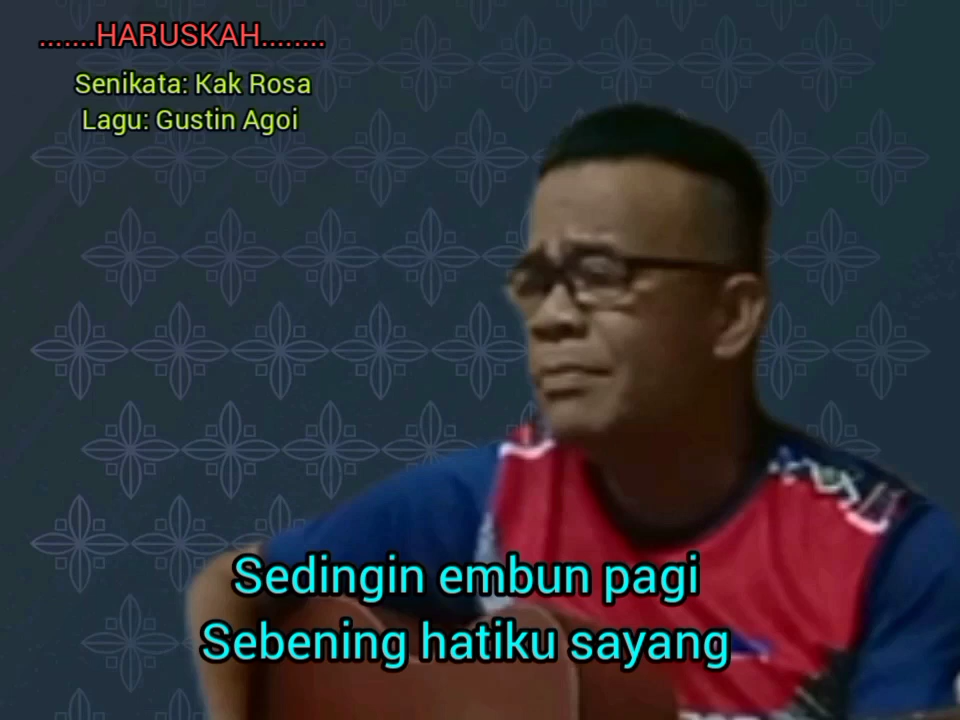 .......HARUSKAH........
Senikata: Kak Rosa
Lagu: Gustin Agoi
Sedingin embun pagi
Sebening hatiku sayang